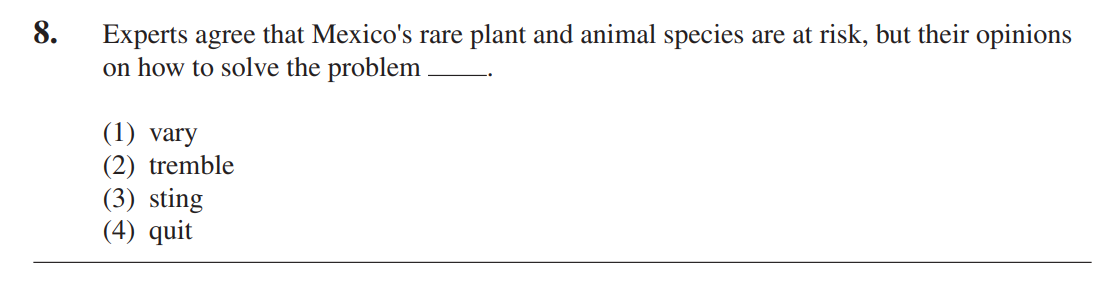 8. Experts agree that Mexico's rare plant and animal species are at risk, but their opinions
on how to solve the problem _____.
(1) vary
(2) tremble
(3) sting
(4) quit